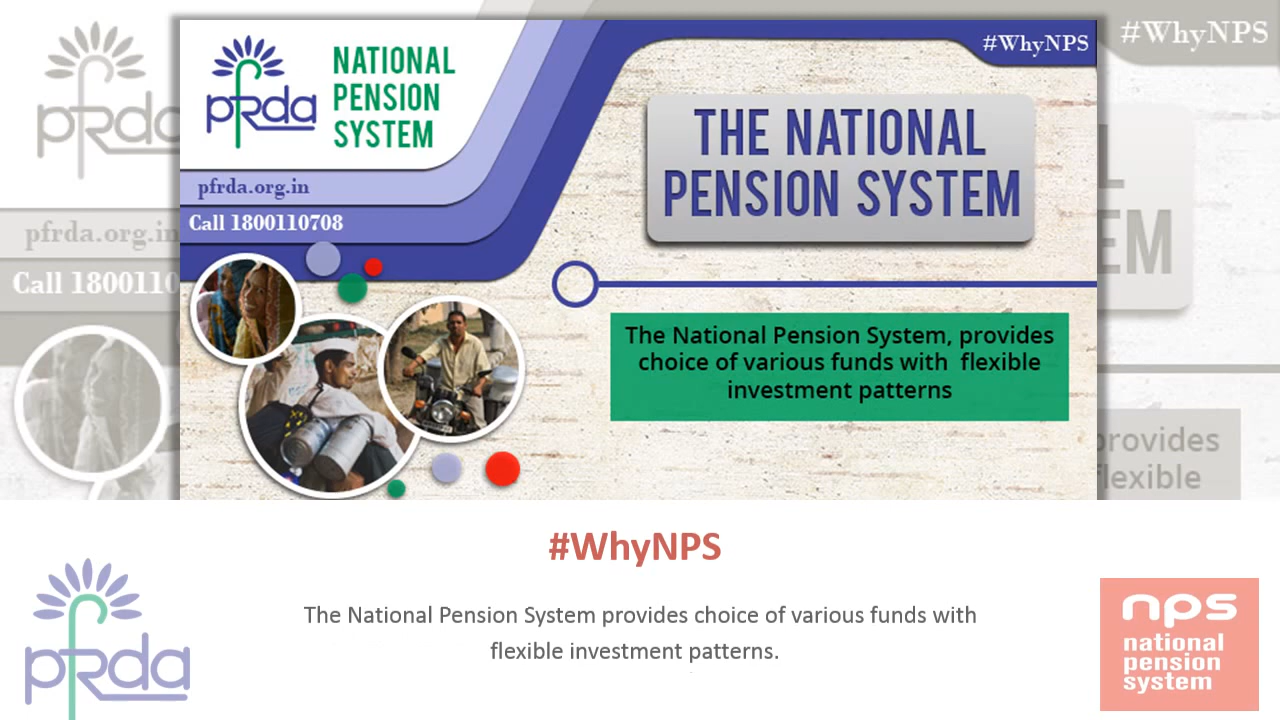 pfrda
NATIONAL
PENSION
SYSTEM
pfrda.org.in
Call 1800110708
#WhyNPS
THE NATIONAL
PENSION SYSTEM
The National Pension System, provides
choice of various funds with flexible
investment patterns
#WhyNPS
pfrda
pfrda.org.in
Call 1800110
EM
provides
flexible
#WhyNPS
The National Pension System provides choice of various funds with
flexible investment patterns.
pfrda
nps
national
pension
system